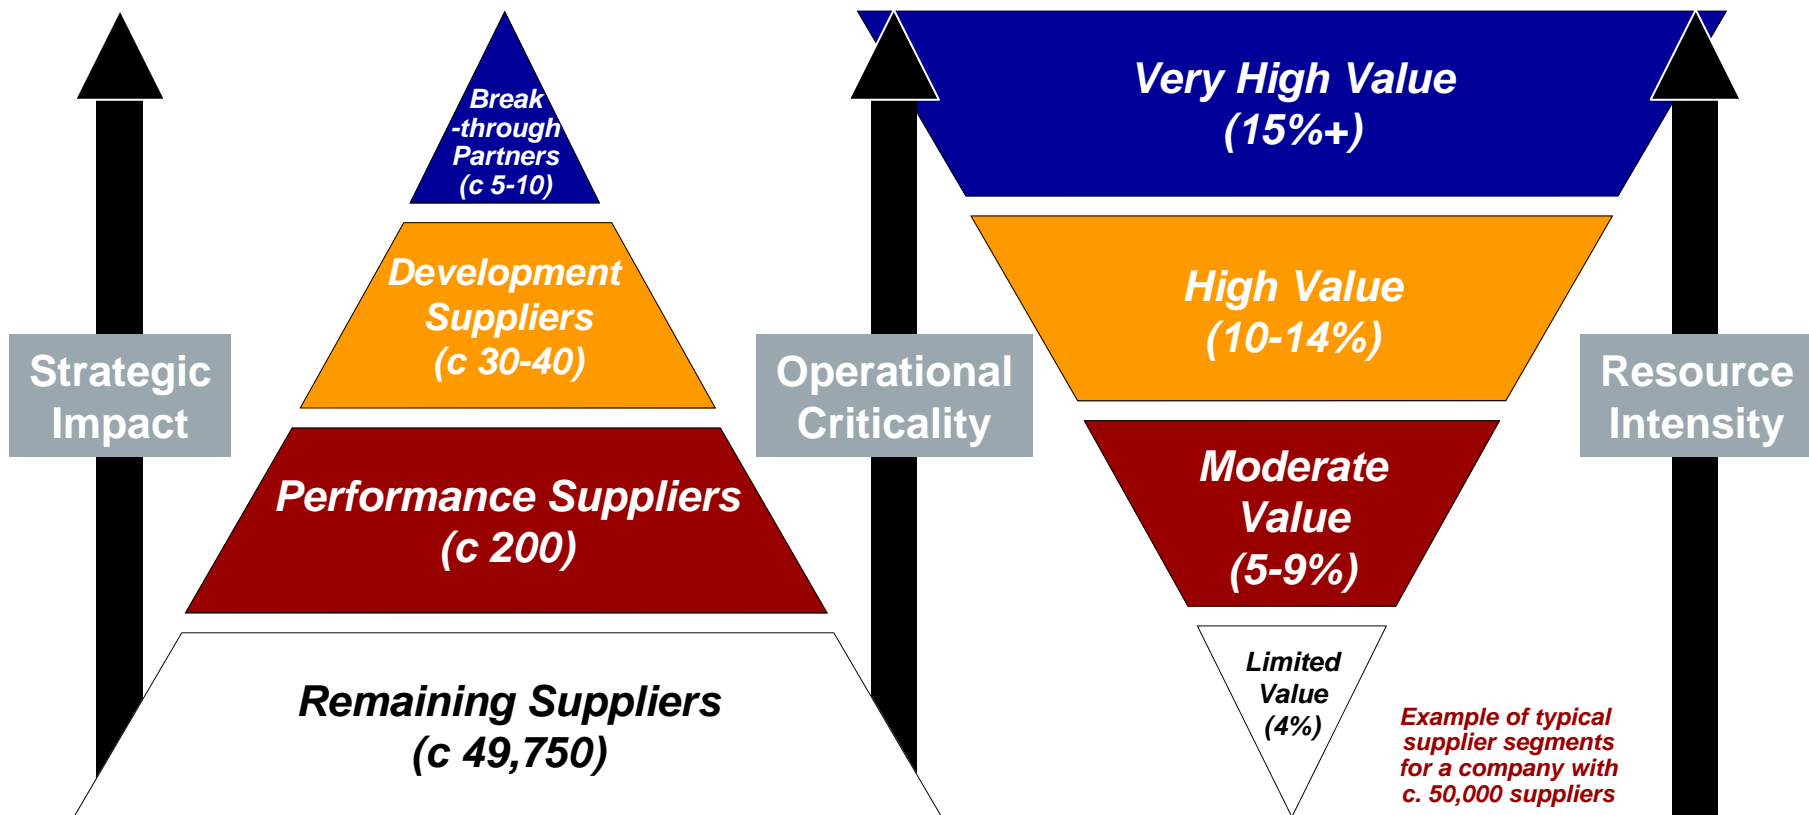 Strategic
Impact
Break
-through
Partners
(c 5-10)
Development
Suppliers
(c 30-40)
Performance Suppliers
(c 200)
Remaining Suppliers
(c 49,750)
Operational
Criticality
Very High Value
(15%+)
High Value
(10-14%)
Moderate
Value
(5-9%)
Limited
Value
(4%)
Resource
Intensity
Example of typical
supplier segments
for a company with
c. 50,000 suppliers